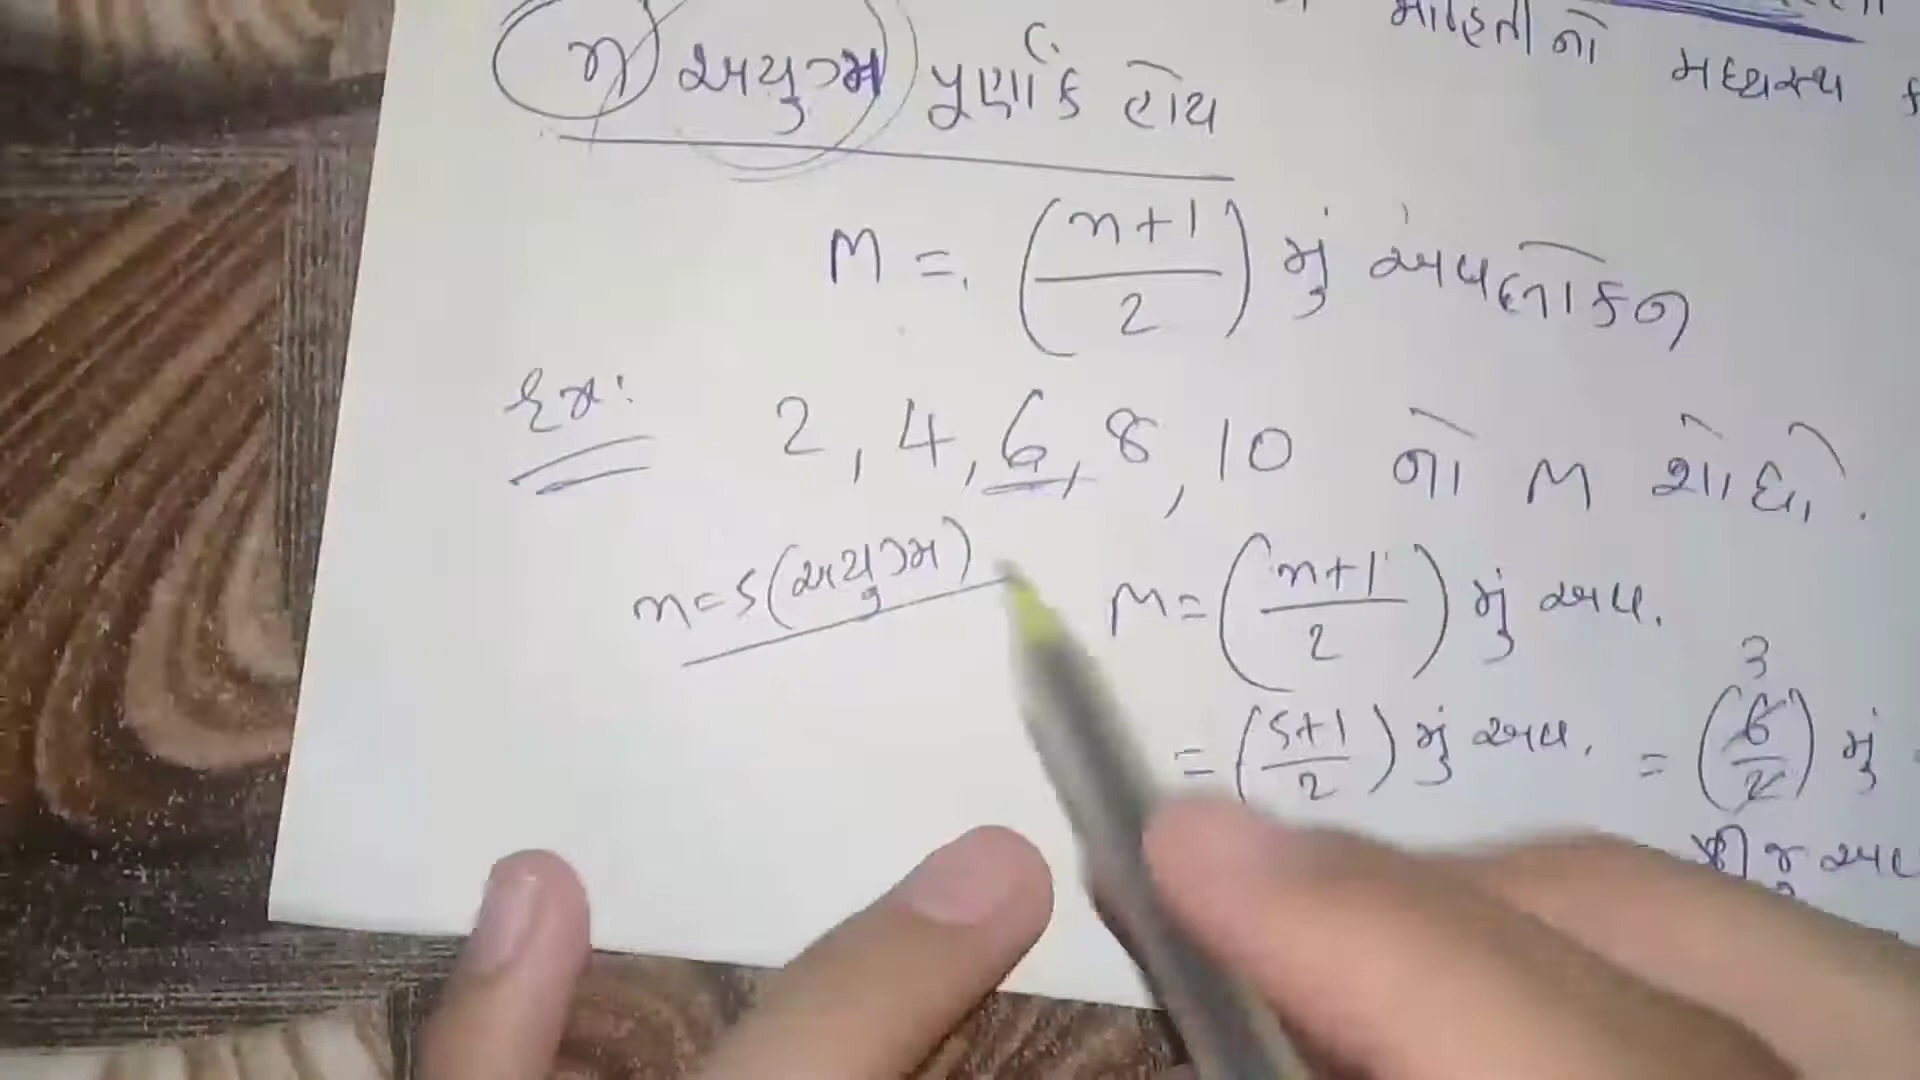 માહિતી નો મધ્યસ્થ
n અયુગ્મ પૂર્ણાંક હોય
M = (n+1/2) મું અવલોકન
Ex: 2, 4, 6, 8, 10 નો M શોધો.
n=5 (અયુગ્મ) M = (n+1/2) મું અવ.
= (5+1/2) મું અવ. = (6/2) મું
3
ત્રીજું અવ